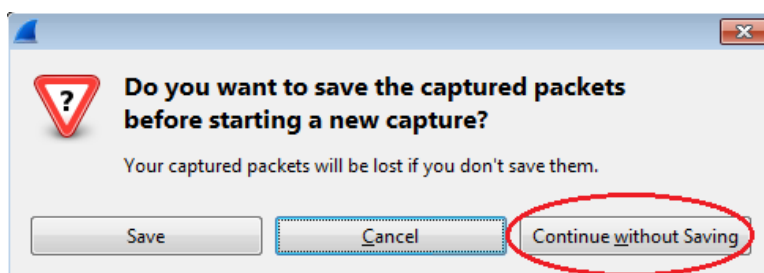 ?
Do you want to save the captured packets
before starting a new capture?
Your captured packets will be lost if you don't save them.
Save Cancel Continue without Saving